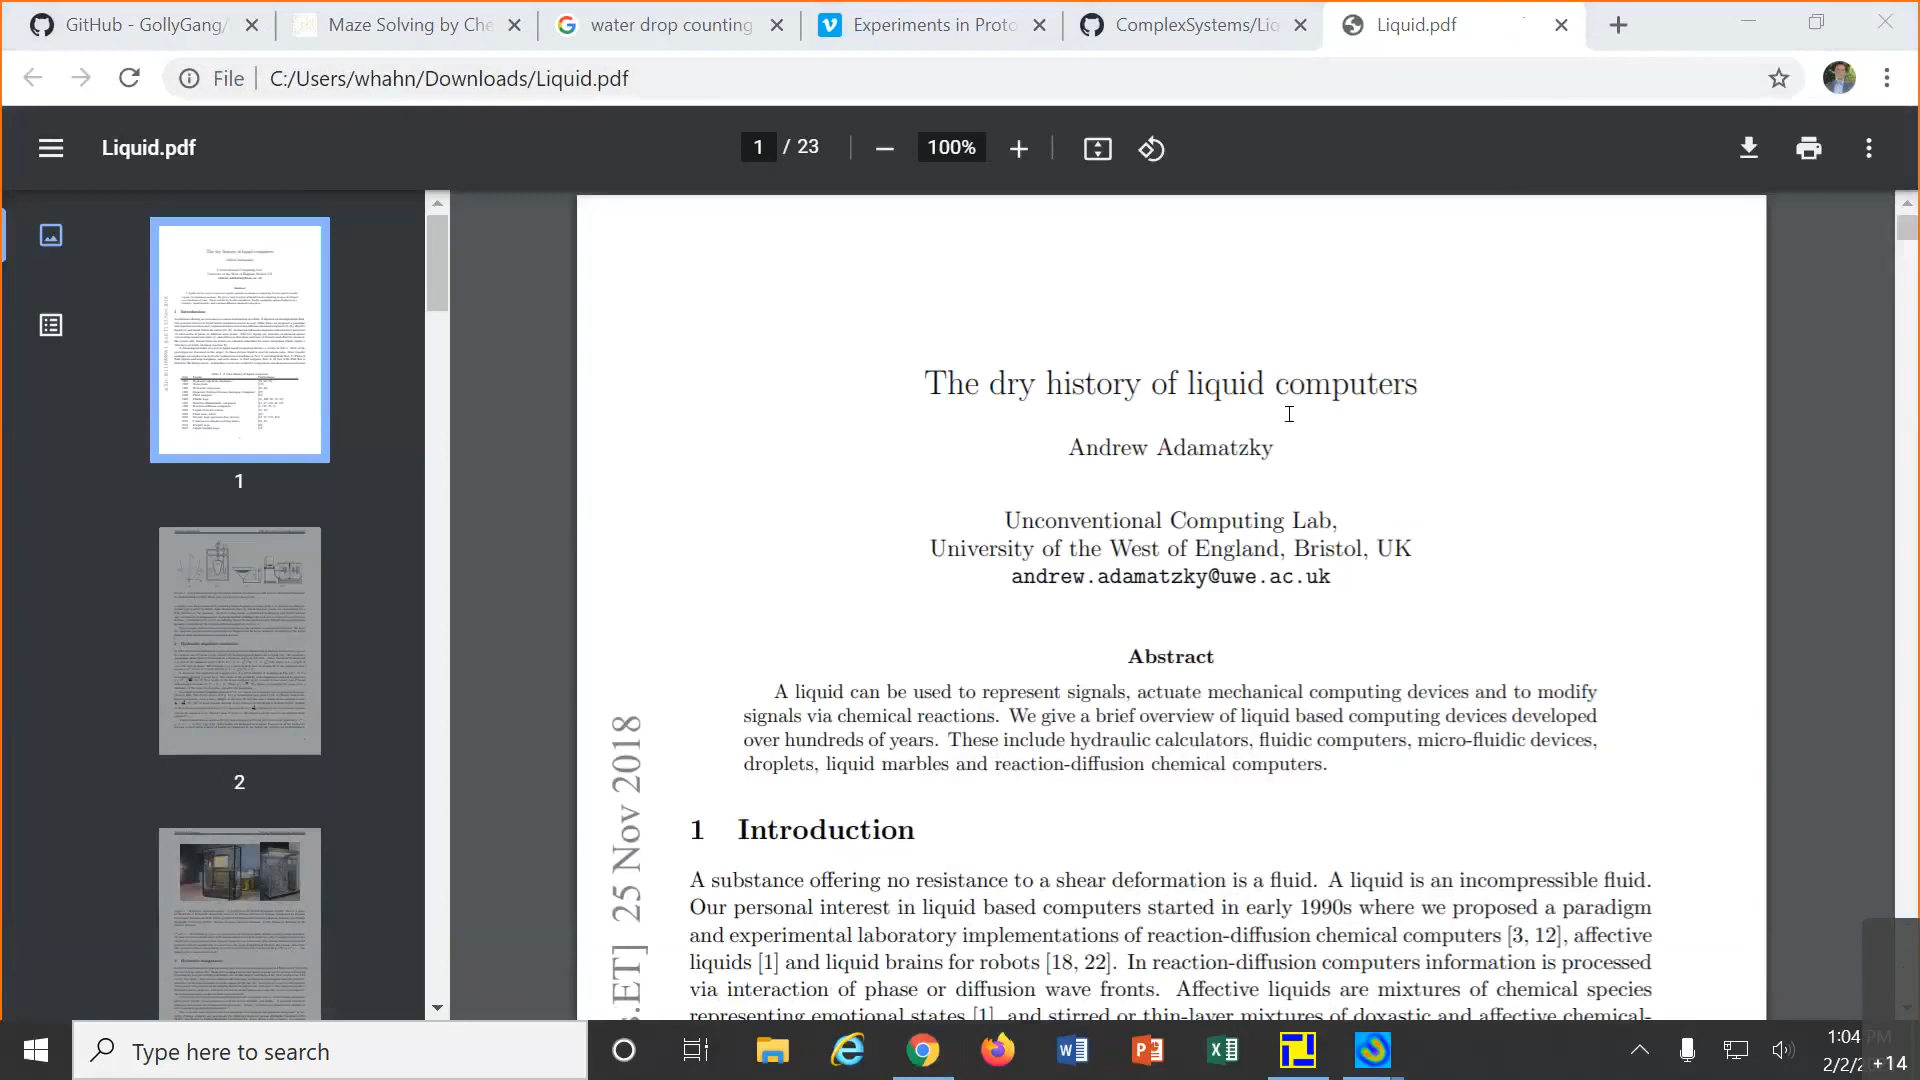 GitHub - GollyGang/
Maze Solving by Che
water drop counting
Experiments in Proto
ComplexSystems/Liq
Liquid.pdf
File
C:/Users/whahn/Downloads/Liquid.pdf
Liquid.pdf
1 / 23
100%
1
2
The dry history of liquid computers
Andrew Adamatzky
Unconventional Computing Lab,
University of the West of England, Bristol, UK
andrew.adamatzky@uwe.ac.uk
Abstract
A liquid can be used to represent signals, actuate mechanical computing devices and to modify
signals via chemical reactions. We give a brief overview of liquid based computing devices developed
over hundreds of years. These include hydraulic calculators, fluidic computers, micro-fluidic devices,
droplets, liquid marbles and reaction-diffusion chemical computers.
s.ET] 25 Nov 2018
1 Introduction
A substance offering no resistance to a shear deformation is a fluid. A liquid is an incompressible fluid.
Our personal interest in liquid based computers started in early 1990s where we proposed a paradigm
and experimental laboratory implementations of reaction-diffusion chemical computers [3, 12], affective
liquids [1] and liquid brains for robots [18, 22]. In reaction-diffusion computers information is processed
via interaction of phase or diffusion wave fronts. Affective liquids are mixtures of chemical species
representing emotional states [1], and stirred or thin-layer mixtures of doxastic and affective chemical-
Type here to search
1:04 PM
2/2/2
+14